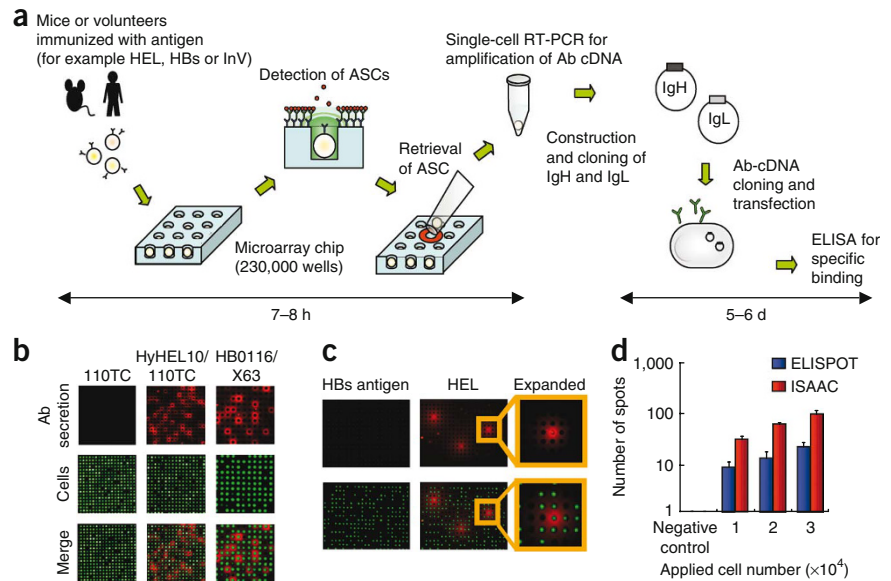 a
Mice or volunteers
immunized with antigen
(for example HEL, HBs or InV)
Detection of ASCs
Microarray chip
(230,000 wells)
Retrieval
of ASC
Single-cell RT-PCR for
amplification of Ab cDNA
Construction
and cloning of
IgH and IgL
IgH
IgL
Ab-cDNA
cloning and
transfection
ELISA for
specific
binding
7–8 h
5–6 d
b
110TC
HyHEL10/
110TC
HB0116/
X63
Ab
secretion
Cells
Merge
c
HBs antigen
HEL
Expanded
d
ELISPOT
ISAAC
Number of spots
1,000
100
10
1
Negative
control
1
2
3
Applied cell number (×10⁴)